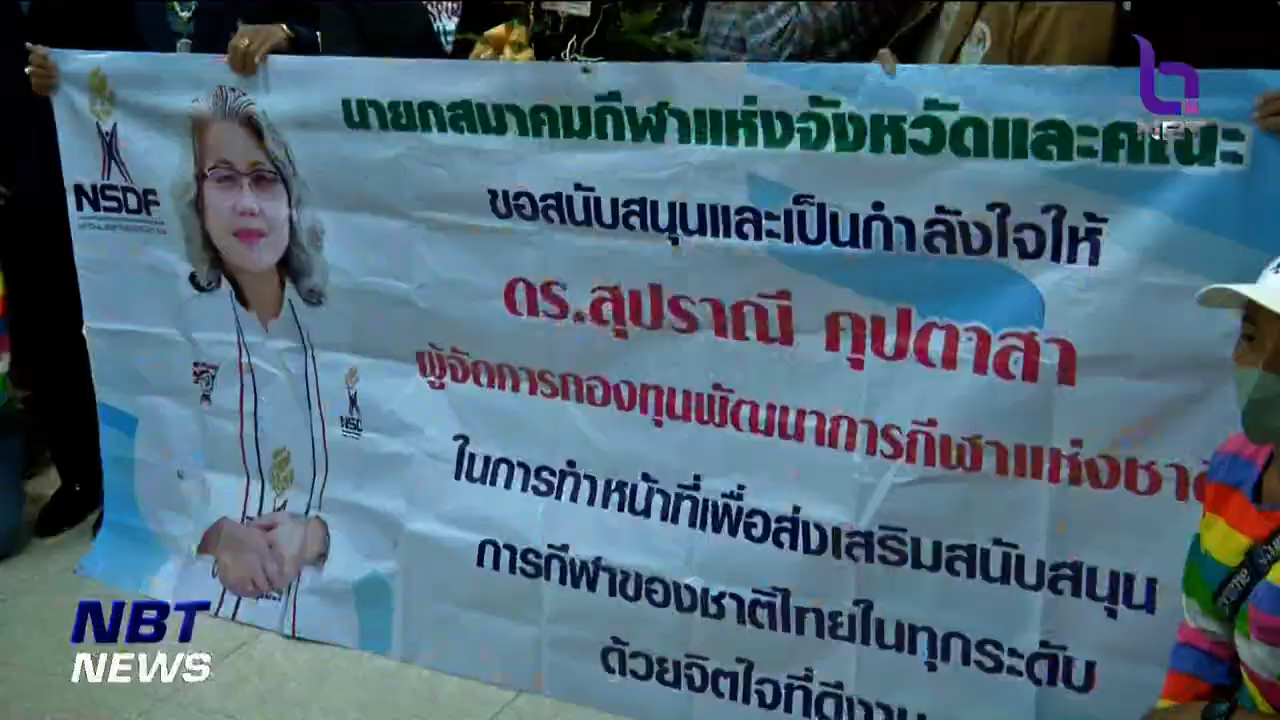 NBT
นายกสมาคมกีฬาแห่งจังหวัดและคณะ
NSDF
ขอสนับสนุนและเป็นกำลังใจให้
ดร.สุปราณี คุปตาสา
ผู้จัดการกองทุนพัฒนาการกีฬาแห่งชาติ
NSD
ในการทำหน้าที่เพื่อส่งเสริมสนับสนุน
การกีฬาของชาติไทยในทุกระดับ
ด้วยจิตใจที่ดีงาม
NBT
NEWS